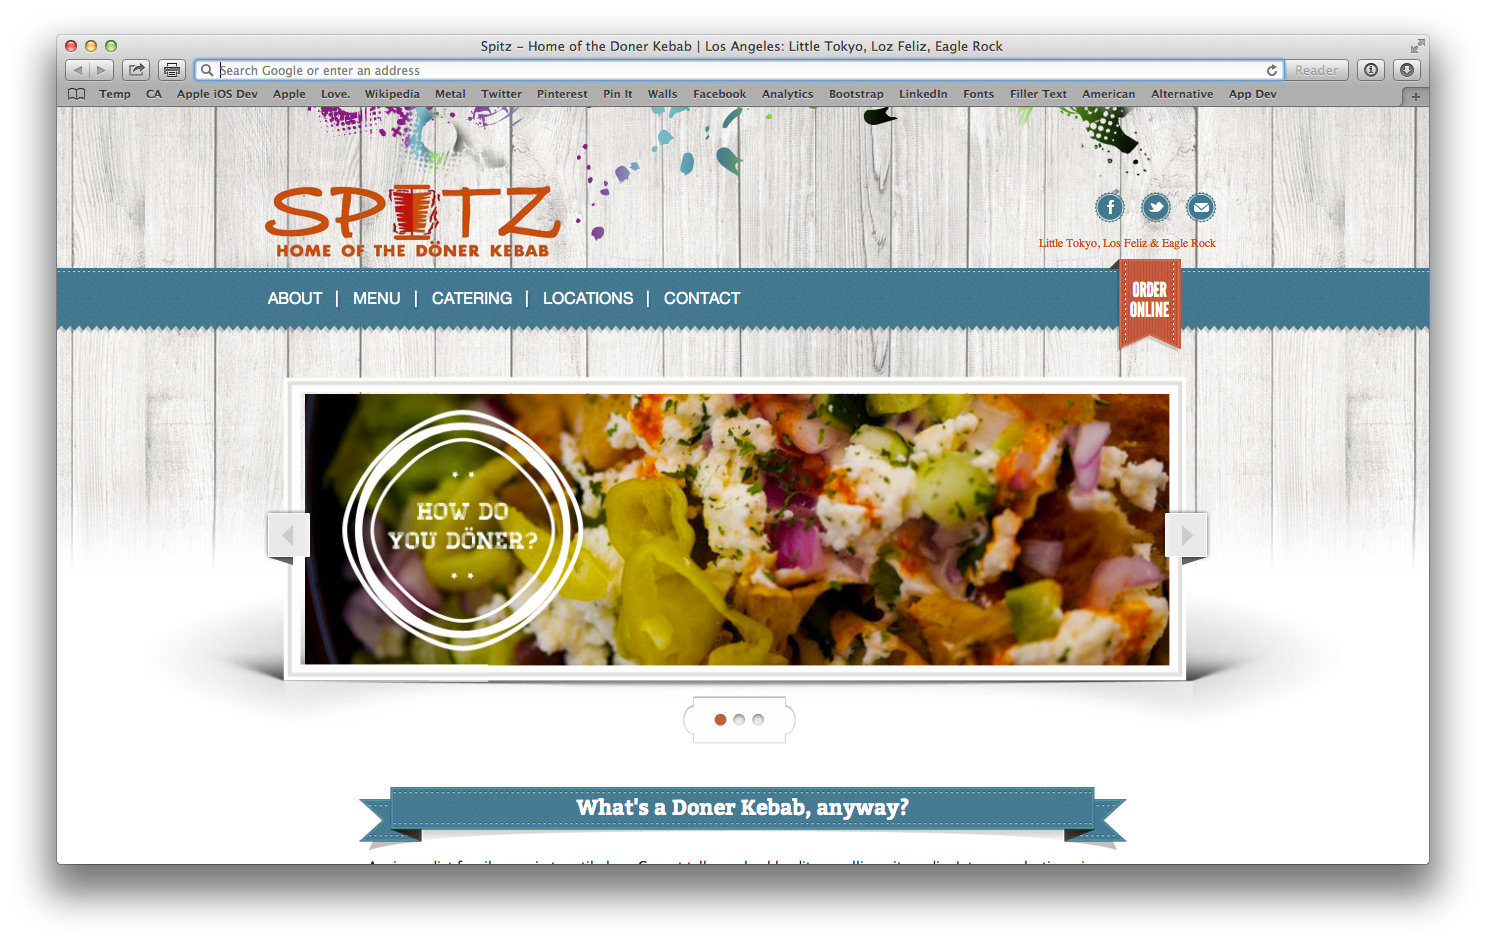 Spitz – Home of the Doner Kebab | Los Angeles: Little Tokyo, Loz Feliz, Eagle Rock
Search Google or enter an address
Reader
Temp CA Apple iOS Dev Apple Love. Wikipedia Metal Twitter Pinterest Pin It Walls Facebook Analytics Bootstrap LinkedIn Fonts Filler Text American Alternative App Dev
SPITZ
HOME OF THE DÖNER KEBAB
Little Tokyo, Los Feliz & Eagle Rock
ABOUT | MENU | CATERING | LOCATIONS | CONTACT
ORDER
ONLINE
HOW DO
YOU DÖNER?
What's a Doner Kebab, anyway?